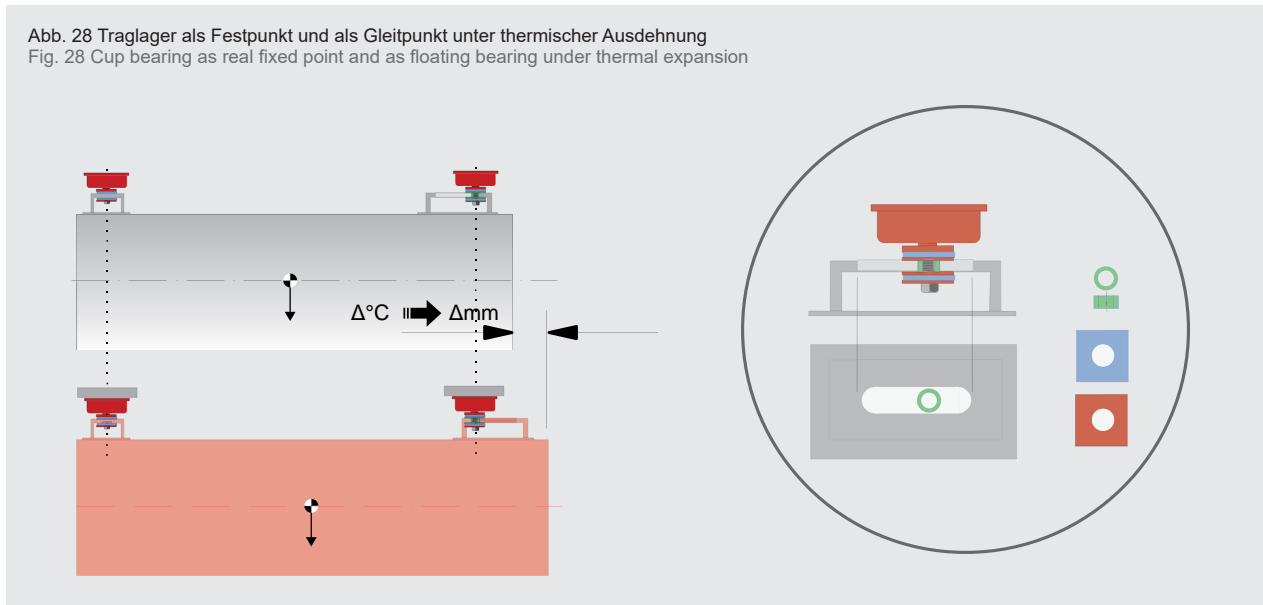 Abb. 28 Traglager als Festpunkt und als Gleitpunkt unter thermischer Ausdehnung
Fig. 28 Cup bearing as real fixed point and as floating bearing under thermal expansion
Δ°C Δmm